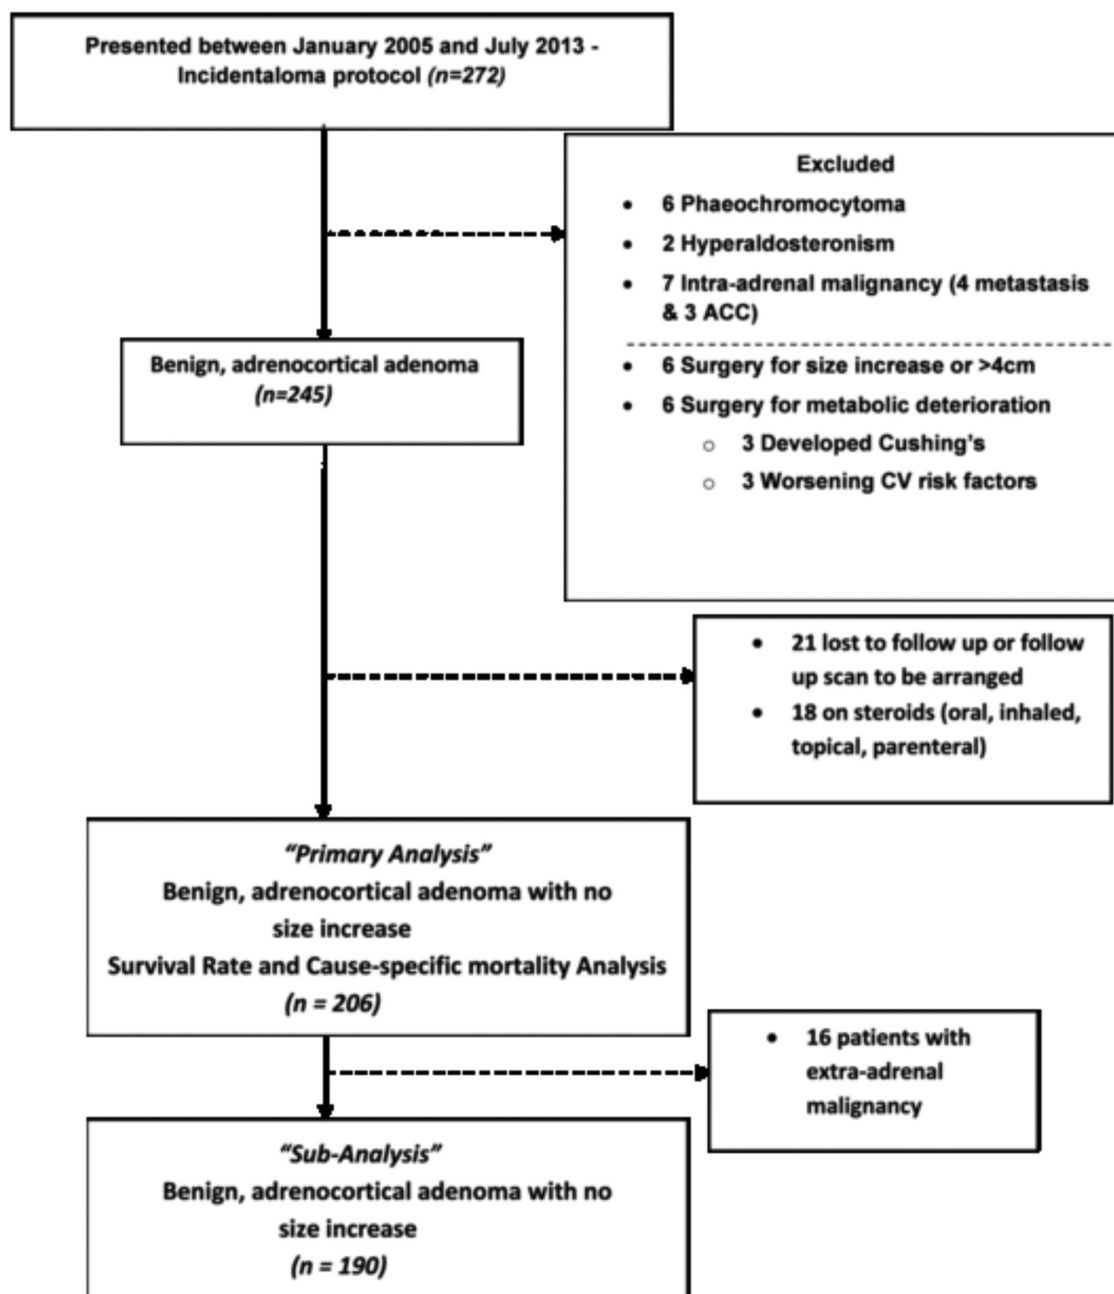 Presented between January 2005 and July 2013 -
Incidentaloma protocol (n=272)
Excluded
• 6 Phaeochromocytoma
• 2 Hyperaldosteronism
• 7 Intra-adrenal malignancy (4 metastasis
& 3 ACC)
• 6 Surgery for size increase or >4cm
• 6 Surgery for metabolic deterioration
o 3 Developed Cushing's
o 3 Worsening CV risk factors
Benign, adrenocortical adenoma
(n=245)
• 21 lost to follow up or follow
up scan to be arranged
• 18 on steroids (oral, inhaled,
topical, parenteral)
“Primary Analysis”
Benign, adrenocortical adenoma with no
size increase
Survival Rate and Cause-specific mortality Analysis
(n = 206)
• 16 patients with
extra-adrenal
malignancy
“Sub-Analysis”
Benign, adrenocortical adenoma with no
size increase
(n = 190)